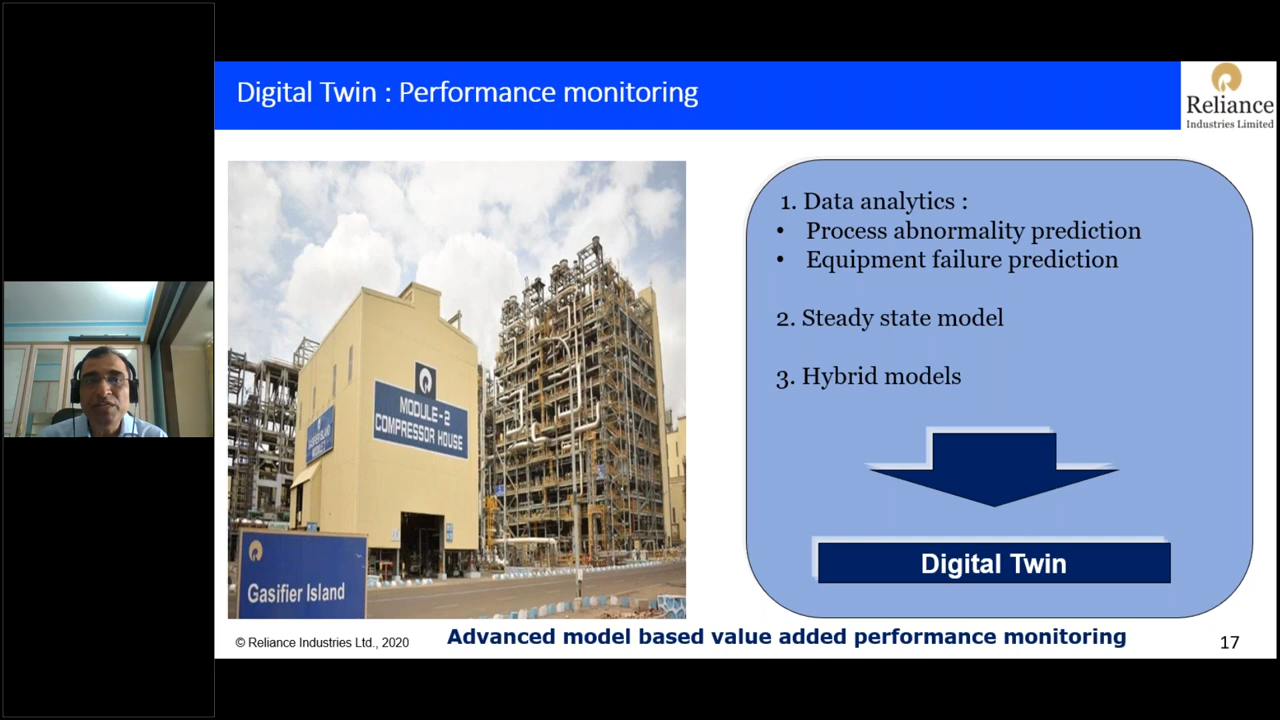 Digital Twin : Performance monitoring
Reliance
Industries Limited
MODULE-2
COMPRESSOR HOUSE
GASIFIER ISLAND
Gasifier Island
1. Data analytics :
• Process abnormality prediction
• Equipment failure prediction
2. Steady state model
3. Hybrid models
Digital Twin
© Reliance Industries Ltd., 2020
Advanced model based value added performance monitoring
17